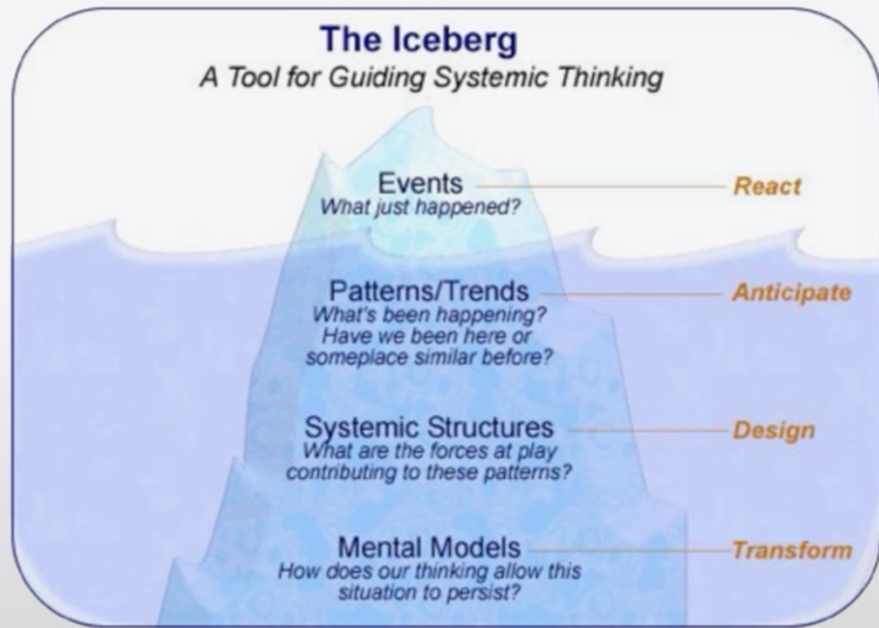 The Iceberg
A Tool for Guiding Systemic Thinking
Events
What just happened?
React
Patterns/Trends
What's been happening?
Have we been here or
someplace similar before?
Anticipate
Systemic Structures
What are the forces at play
contributing to these patterns?
Design
Mental Models
How does our thinking allow this
situation to persist?
Transform